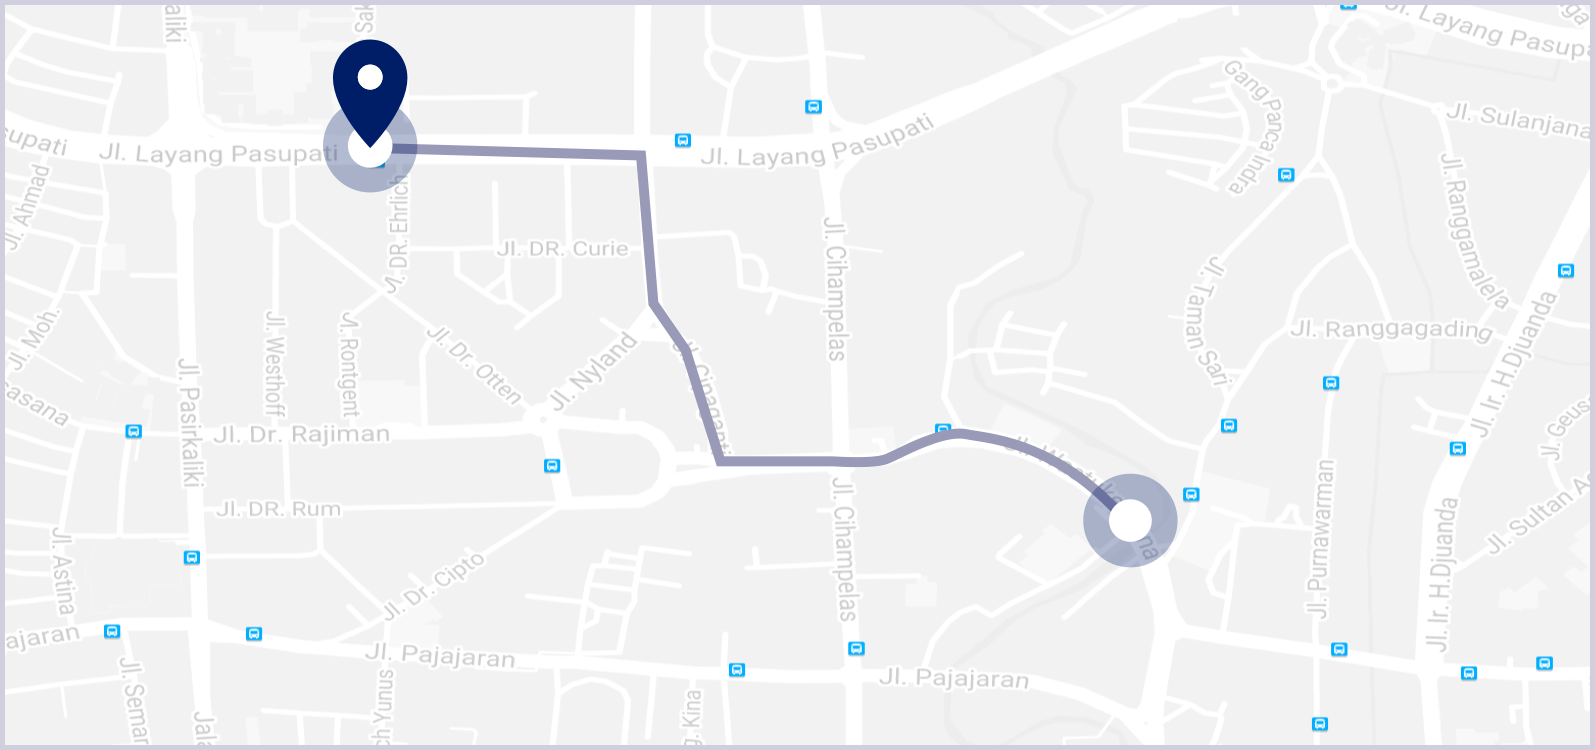 Jl. Layang Pasupati
Jl. Sulanjana
Gang Panca Indra
supati
Jl. Layang Pasupati
Jl. Layang Pasupati
Jl. Ahmad
Jl. DR. Ehrlich
Jl. DR. Curie
Jl. Cihampelas
Jl. Taman Sari
Jl. Ranggamalela
Jl. Ranggagading
Jl. Ir. H.Djuanda
Jl. Moh.
Jl. Westhoff
Jl. Rontgent
Jl. Dr. Otten
Jl. Nyland
Jl. Cipaganti
Jl. Pasirkaliki
Jl. Dr. Rajiman
Jl. DR. Rum
Jl. Cihampelas
Jl. Purnawarman
Jl. Ir. H.Djuanda
Jl. Astina
Jl. Dr. Cipto
ajaran
Jl. Pajajaran
Jl. Pajajaran